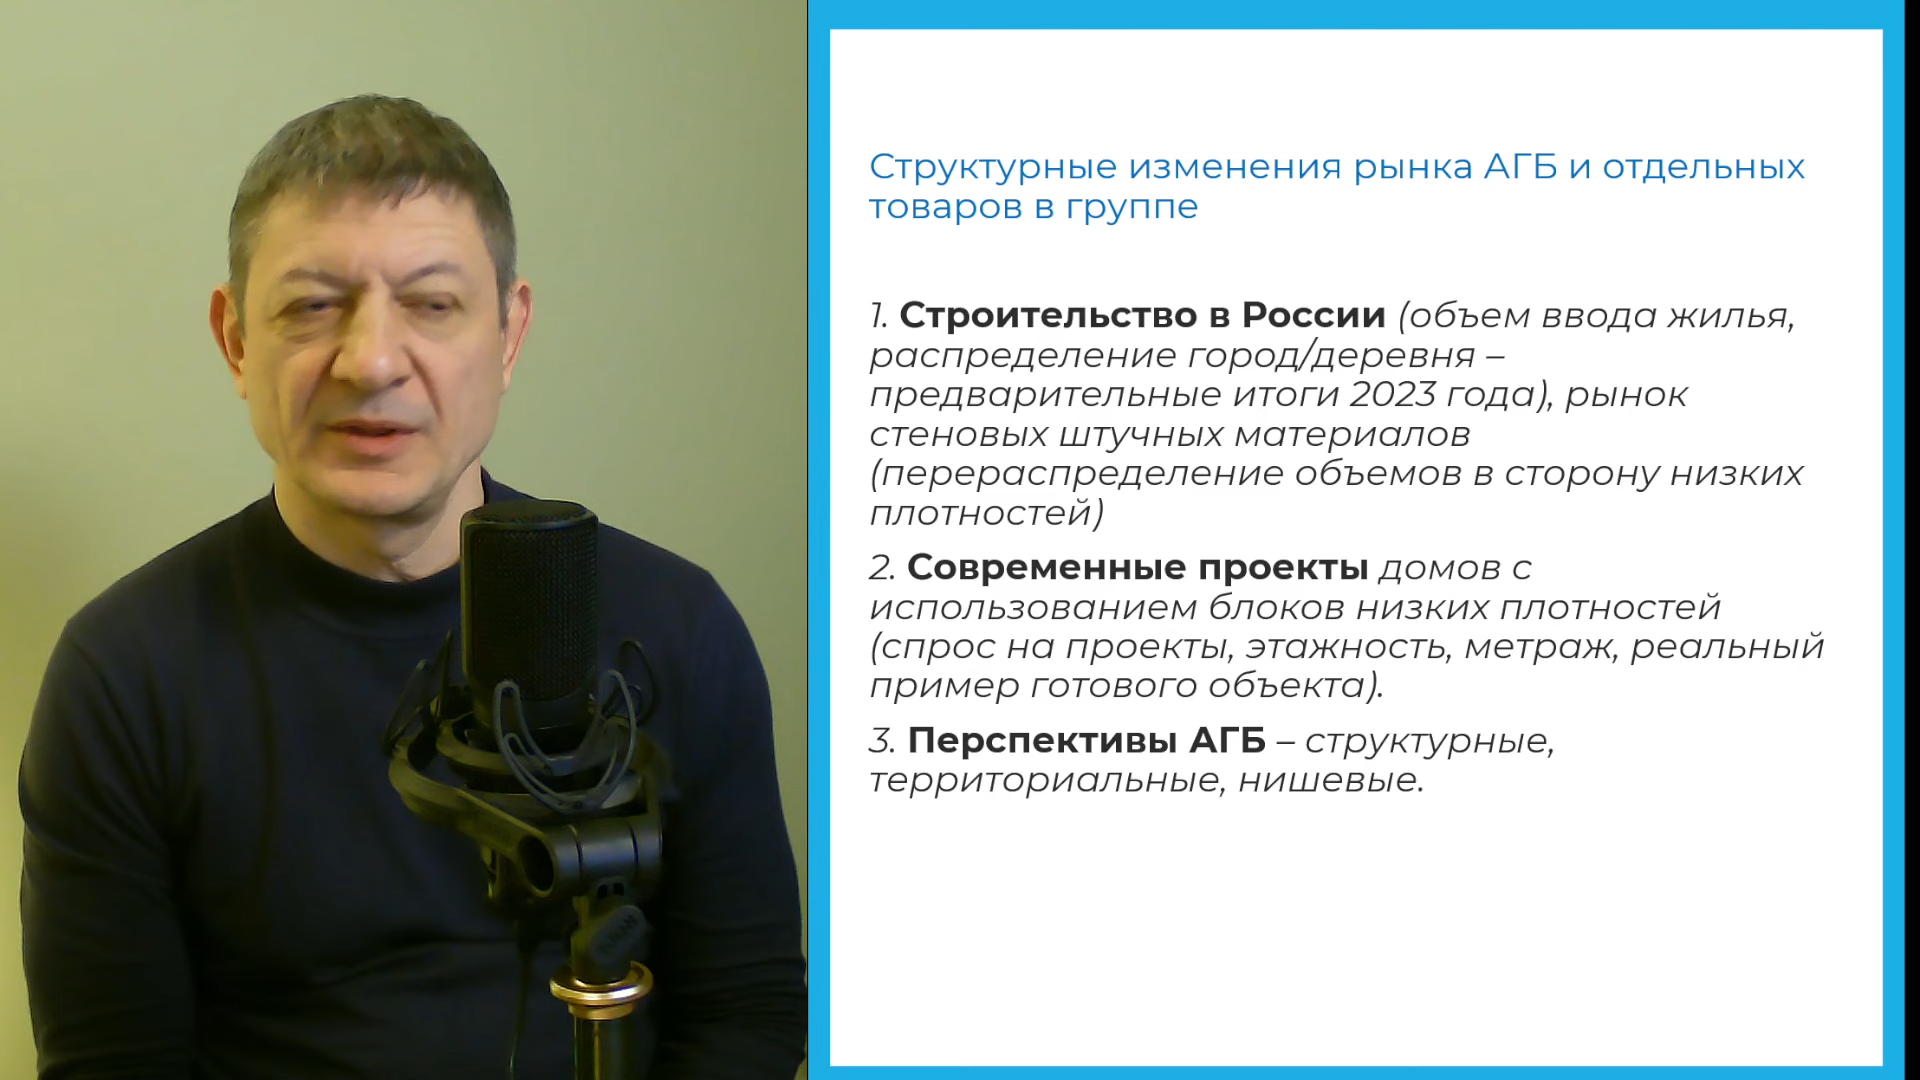 Структурные изменения рынка АГБ и отдельных
товаров в группе
1. Строительство в России (объем ввода жилья,
распределение город/деревня –
предварительные итоги 2023 года), рынок
стеновых штучных материалов
(перераспределение объемов в сторону низких
плотностей)
2. Современные проекты домов с
использованием блоков низких плотностей
(спрос на проекты, этажность, метраж, реальный
пример готового объекта).
3. Перспективы АГБ – структурные,
территориальные, нишевые.